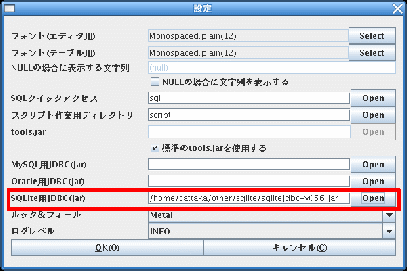 設定
フォント(エディタ用) Monospaced.plain(12) Select
フォント(テーブル用) Monospaced.plain(12) Select
NULLの場合に表示する文字列 (null)
NULLの場合に文字列を表示する
SQLクイックアクセス sql Open
スクリプト作業用ディレクトリ script Open
tools.jar Open
標準のtools.jarを使用する
MySQL用JDBC(jar) Open
Oracle用JDBC(jar) Open
SQLite用JDBC(jar) /home/dattaka/other/sqlite/sqlitejdbc-v056.jar Open
ルック&フィール Metal
ログレベル INFO
OK(O) キャンセル(C)